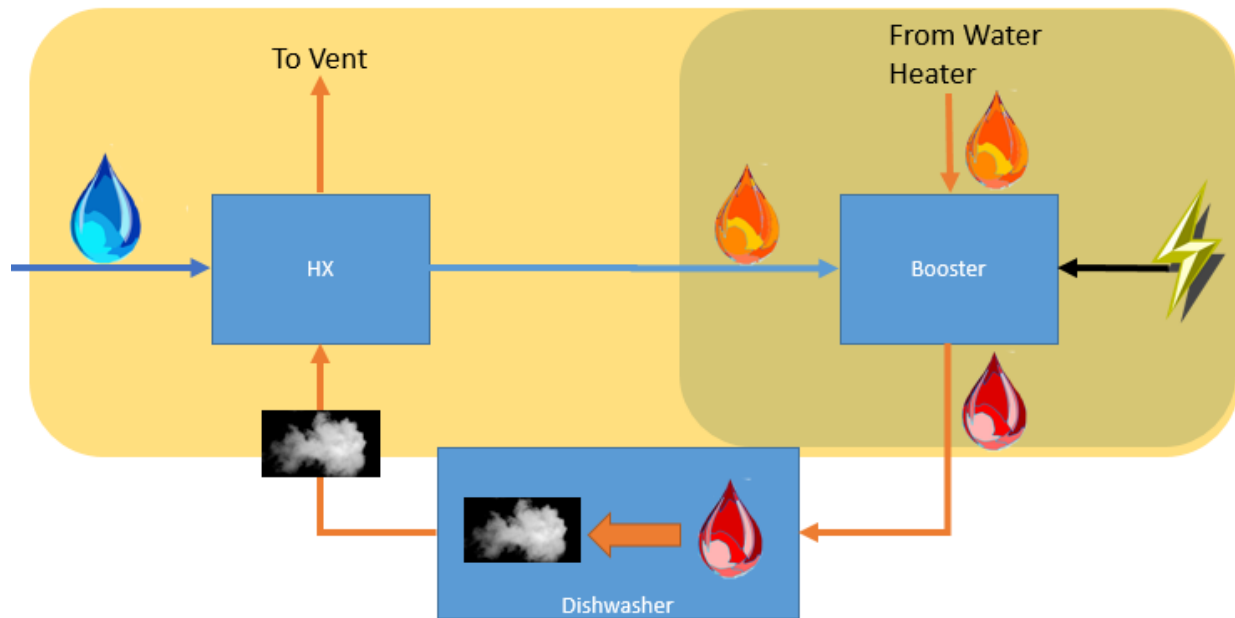 To Vent
From Water
Heater
HX
Booster
Dishwasher